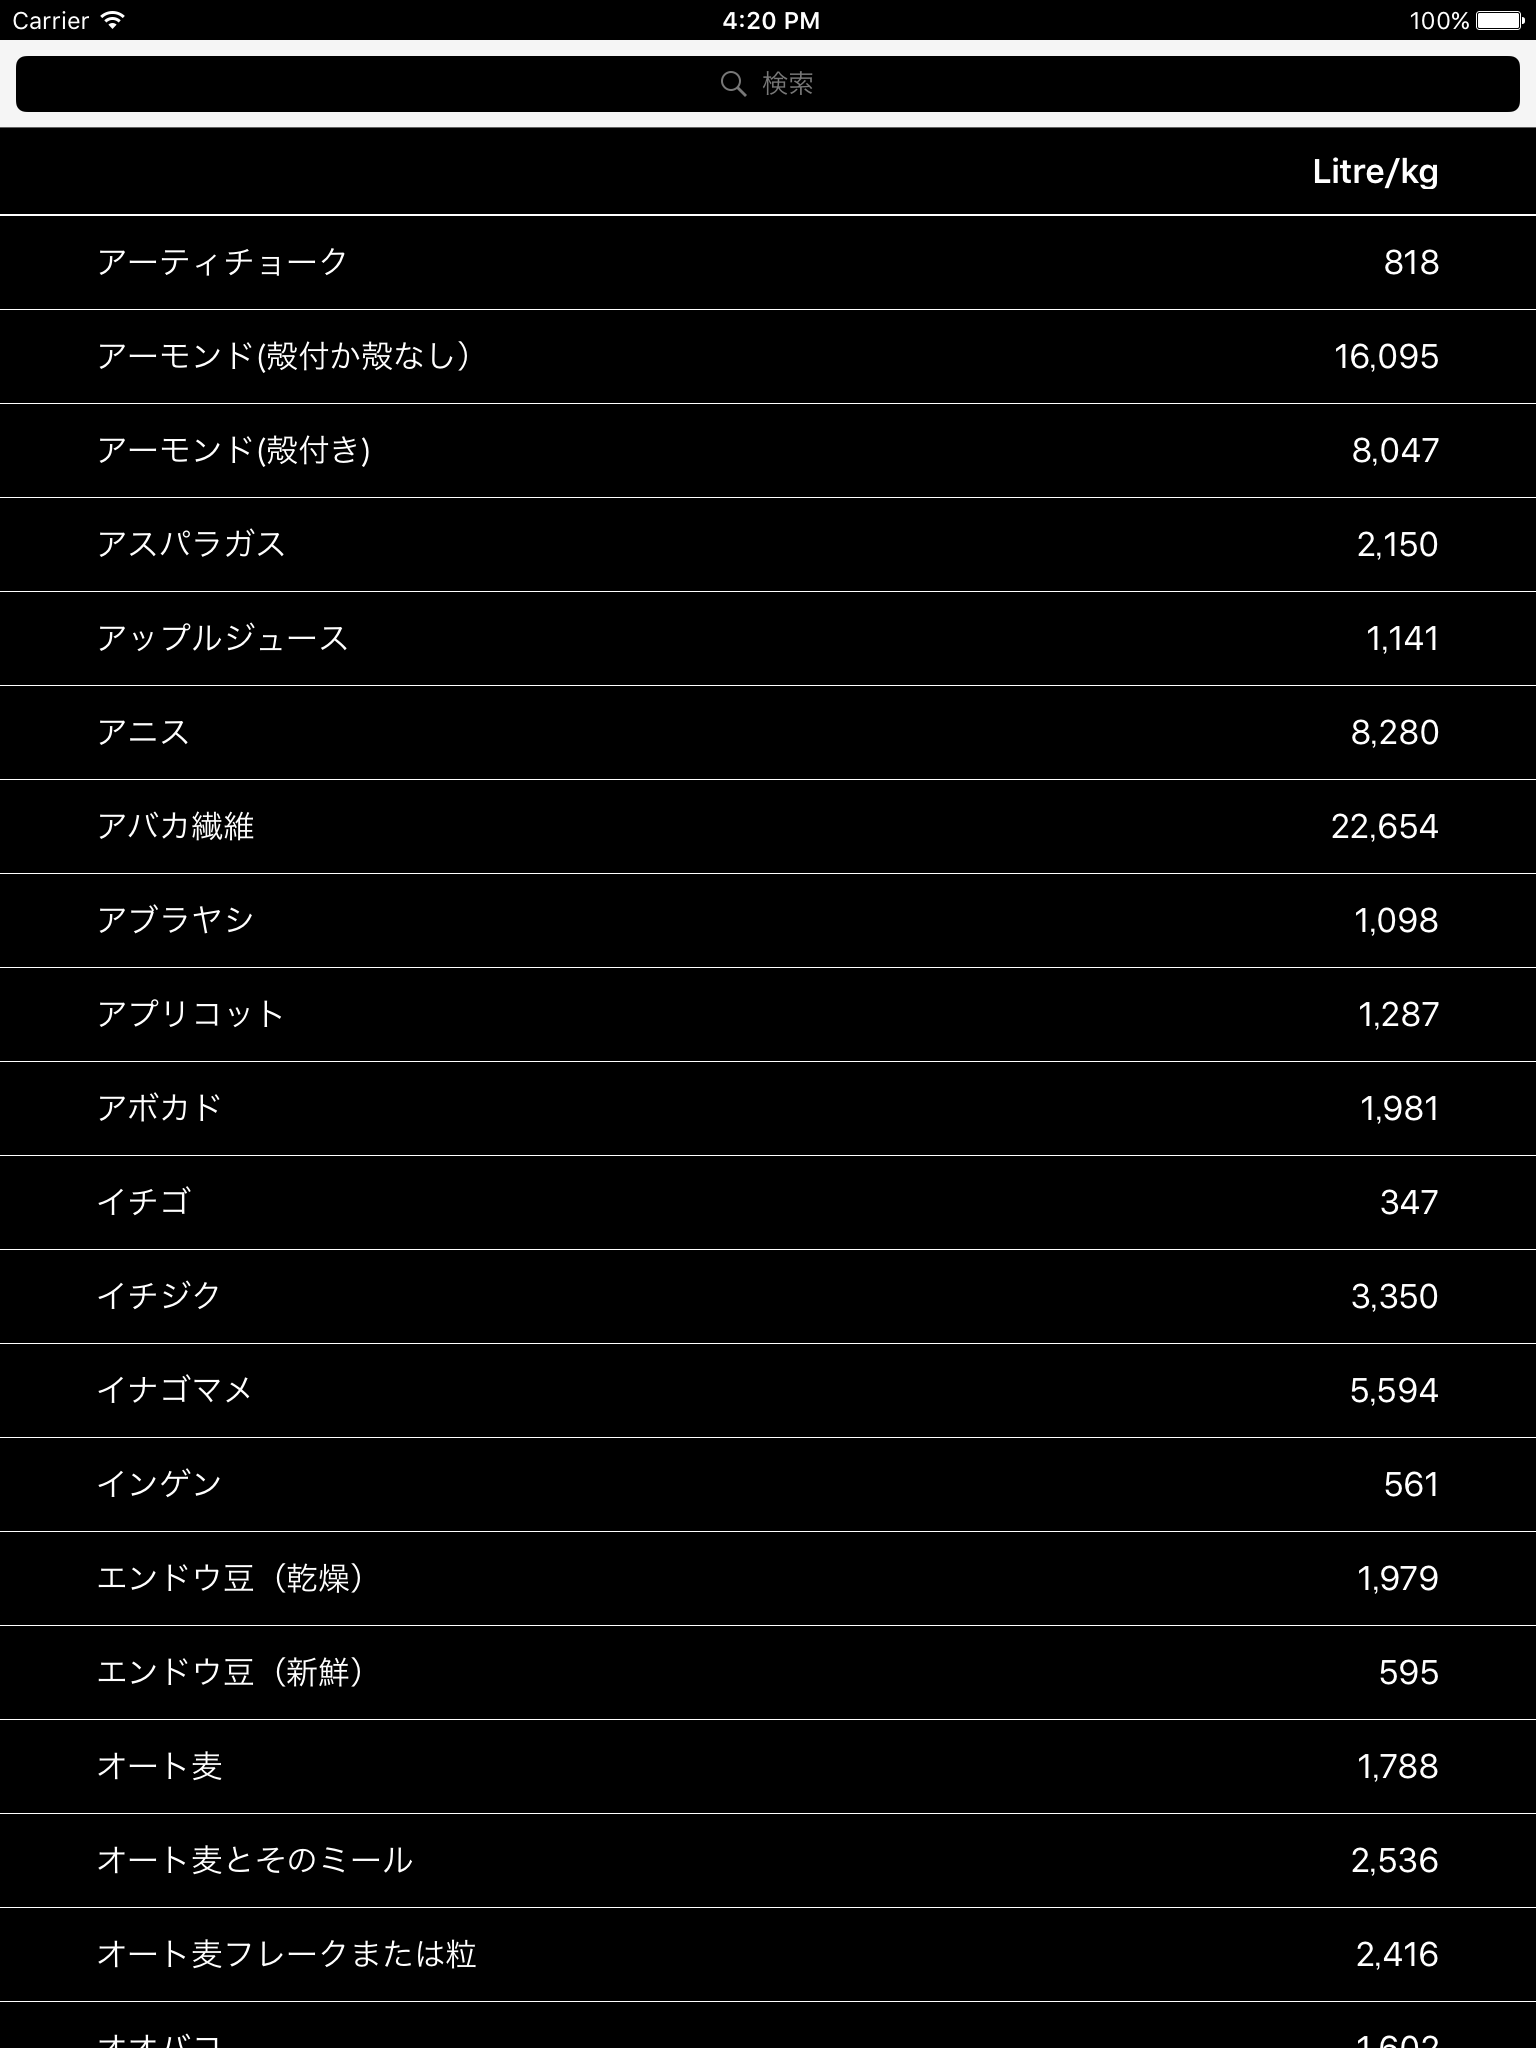 Carrier 4:20 PM 100%
検索
Litre/kg
アーティチョーク 818
アーモンド(殻付か殻なし） 16,095
アーモンド(殻付き) 8,047
アスパラガス 2,150
アップルジュース 1,141
アニス 8,280
アバカ繊維 22,654
アブラヤシ 1,098
アプリコット 1,287
アボカド 1,981
イチゴ 347
イチジク 3,350
イナゴマメ 5,594
インゲン 561
エンドウ豆（乾燥） 1,979
エンドウ豆（新鮮） 595
オート麦 1,788
オート麦とそのミール 2,536
オート麦フレークまたは粒 2,416
オオバコ 1,602